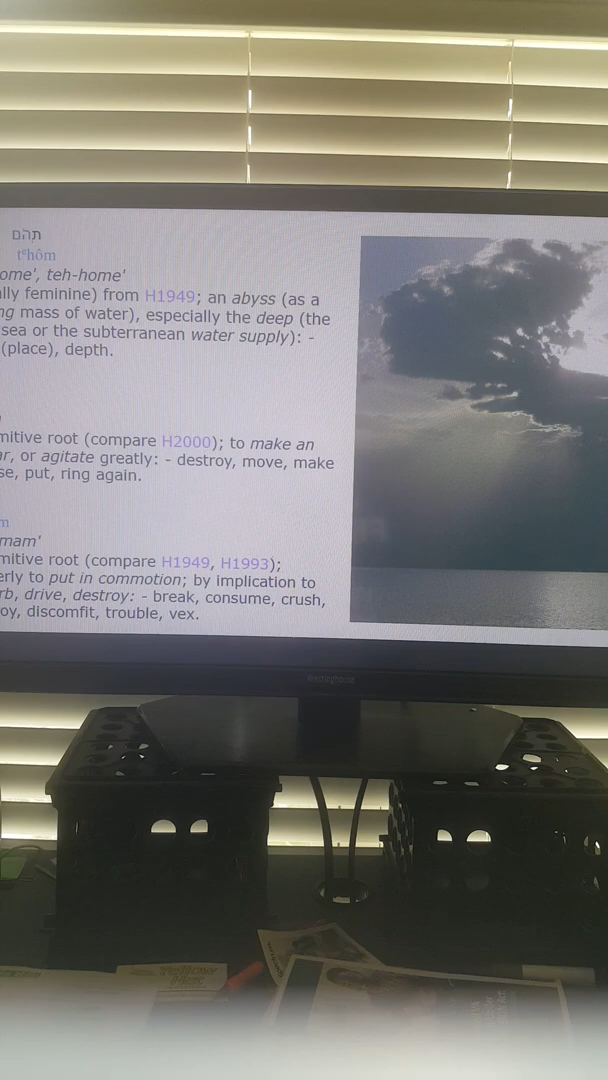 תהם
tᵉhôm
ome', teh-home'
lly feminine) from H1949; an abyss (as a
ng mass of water), especially the deep (the
sea or the subterranean water supply): -
(place), depth.
mitive root (compare H2000); to make an
ar, or agitate greatly: - destroy, move, make
se, put, ring again.
m
mam'
mitive root (compare H1949, H1993);
erly to put in commotion; by implication to
rb, drive, destroy: - break, consume, crush,
oy, discomfit, trouble, vex.
Westinghouse